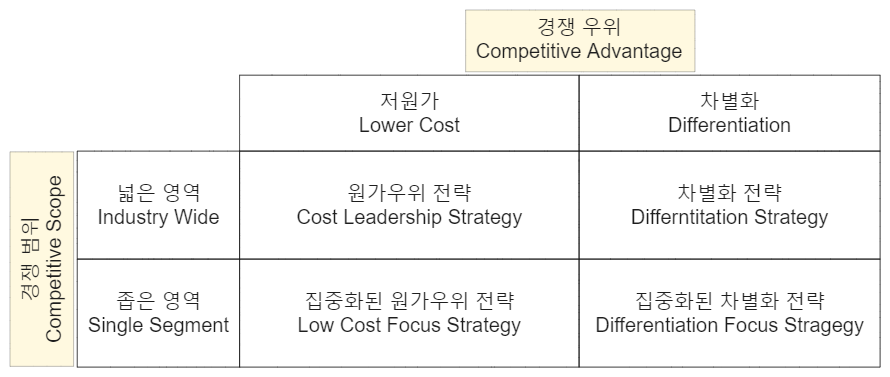 경쟁 우위
Competitive Advantage
저원가
Lower Cost
차별화
Differentiation
경쟁 범위
Competitive Scope
넓은 영역
Industry Wide
원가우위 전략
Cost Leadership Strategy
차별화 전략
Differntitation Strategy
좁은 영역
Single Segment
집중화된 원가우위 전략
Low Cost Focus Strategy
집중화된 차별화 전략
Differentiation Focus Stragegy